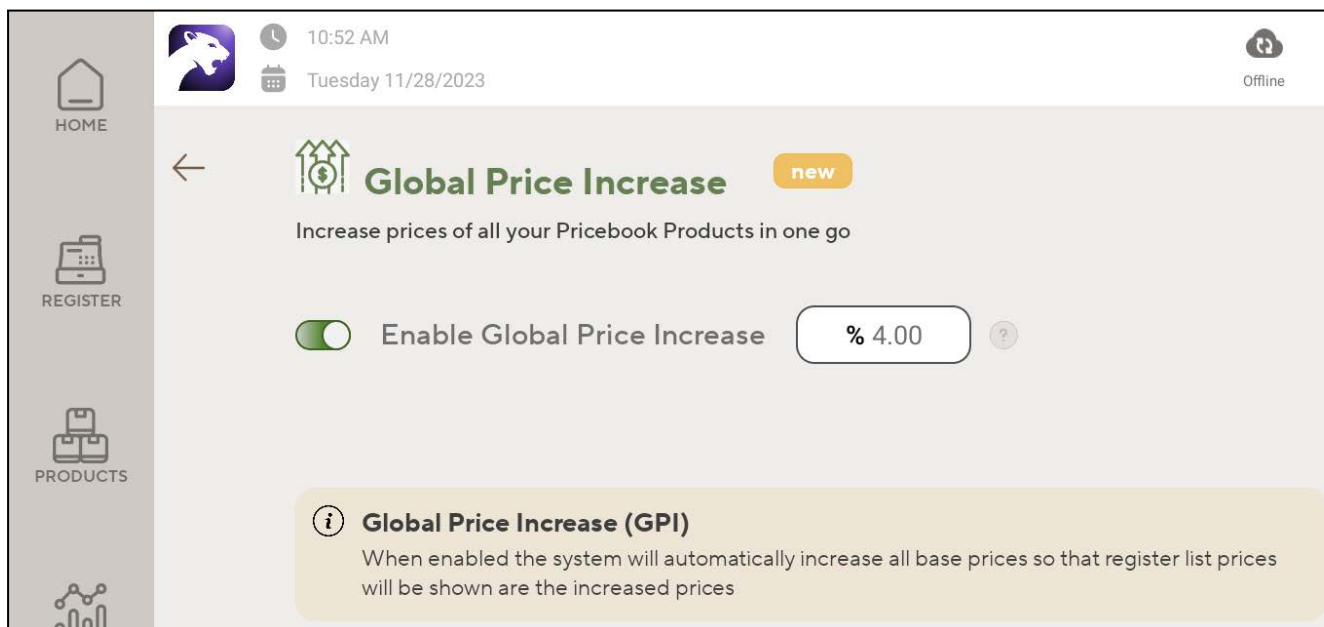 10:52 AM
Tuesday 11/28/2023
Offline
HOME
REGISTER
PRODUCTS
Global Price Increase
new
Increase prices of all your Pricebook Products in one go
Enable Global Price Increase
% 4.00
?
Global Price Increase (GPI)
When enabled the system will automatically increase all base prices so that register list prices
will be shown are the increased prices